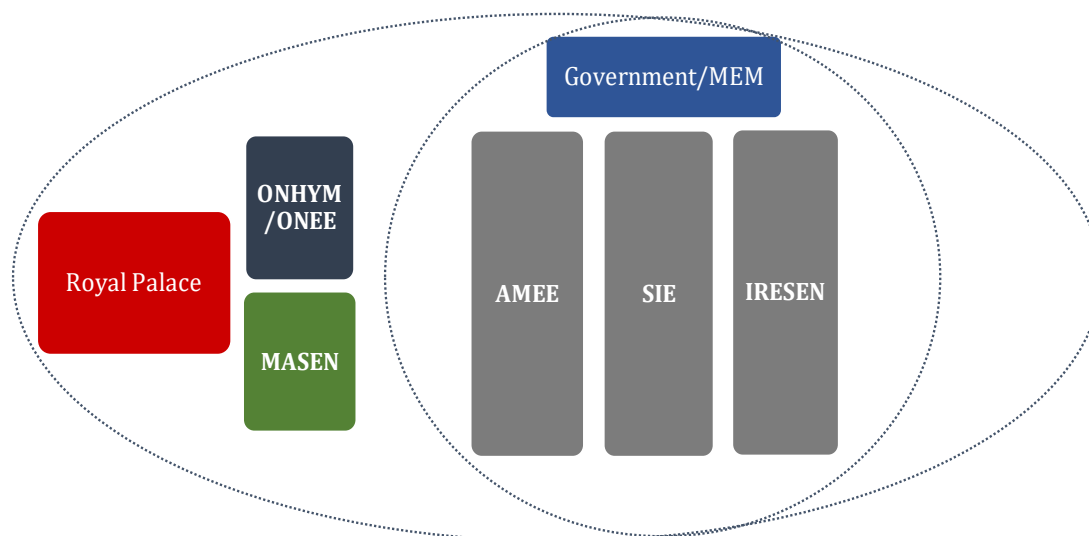 Government/MEM
ONHYM
/ONEE
Royal Palace
MASEN
AMEE
SIE
IRESEN